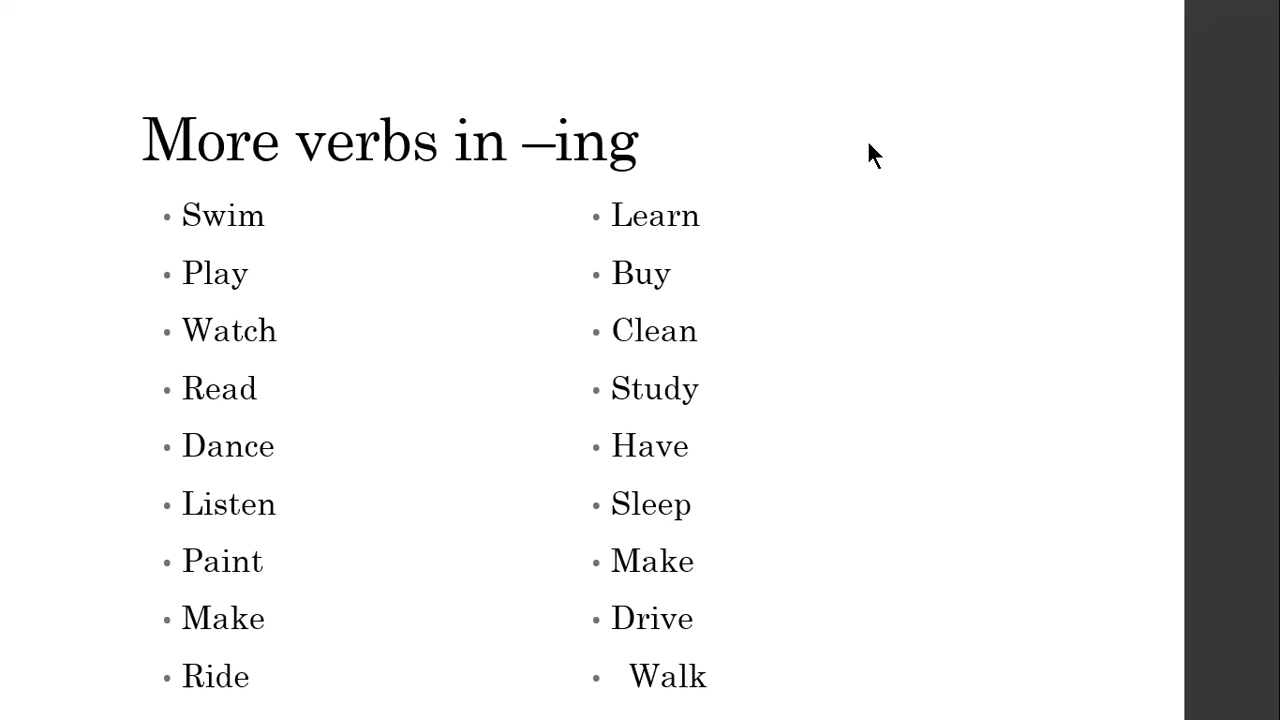 More verbs in –ing
• Swim
• Play
• Watch
• Read
• Dance
• Listen
• Paint
• Make
• Ride
• Learn
• Buy
• Clean
• Study
• Have
• Sleep
• Make
• Drive
• Walk